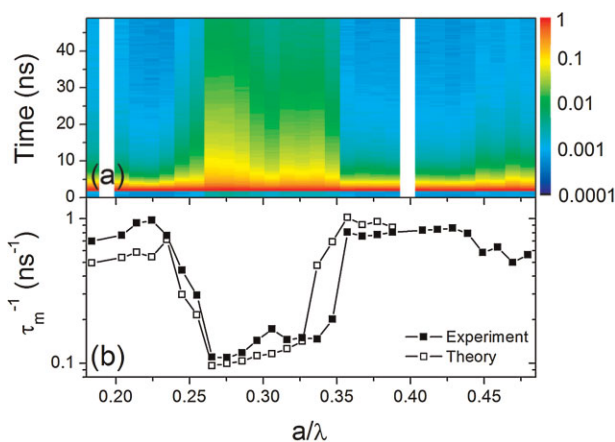 Time (ns)
40
30
20
10
0
(a)
1
0.1
0.01
0.001
0.0001
τm⁻¹ (ns⁻¹)
1
0.1
(b)
Experiment
Theory
0.20 0.25 0.30 0.35 0.40 0.45
a/λ